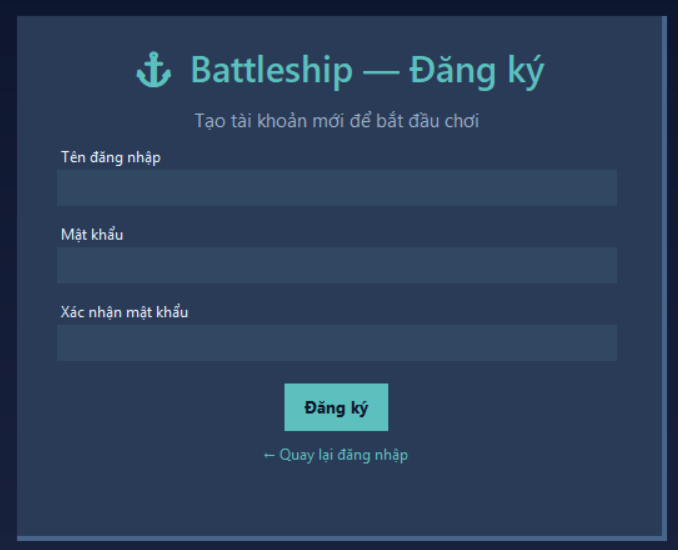 ⚓ Battleship — Đăng ký
Tạo tài khoản mới để bắt đầu chơi
Tên đăng nhập
Mật khẩu
Xác nhận mật khẩu
Đăng ký
← Quay lại đăng nhập